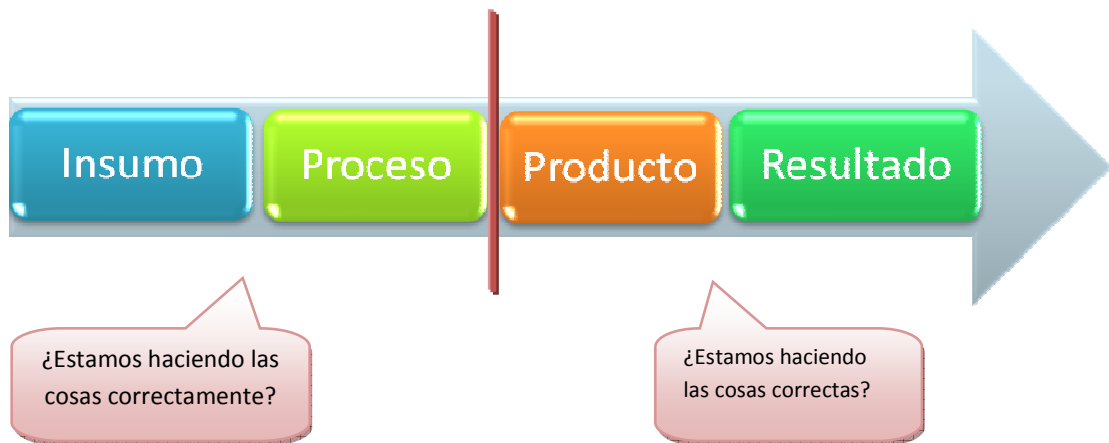 Insumo
Proceso
Producto
Resultado
¿Estamos haciendo las
cosas correctamente?
¿Estamos haciendo
las cosas correctas?